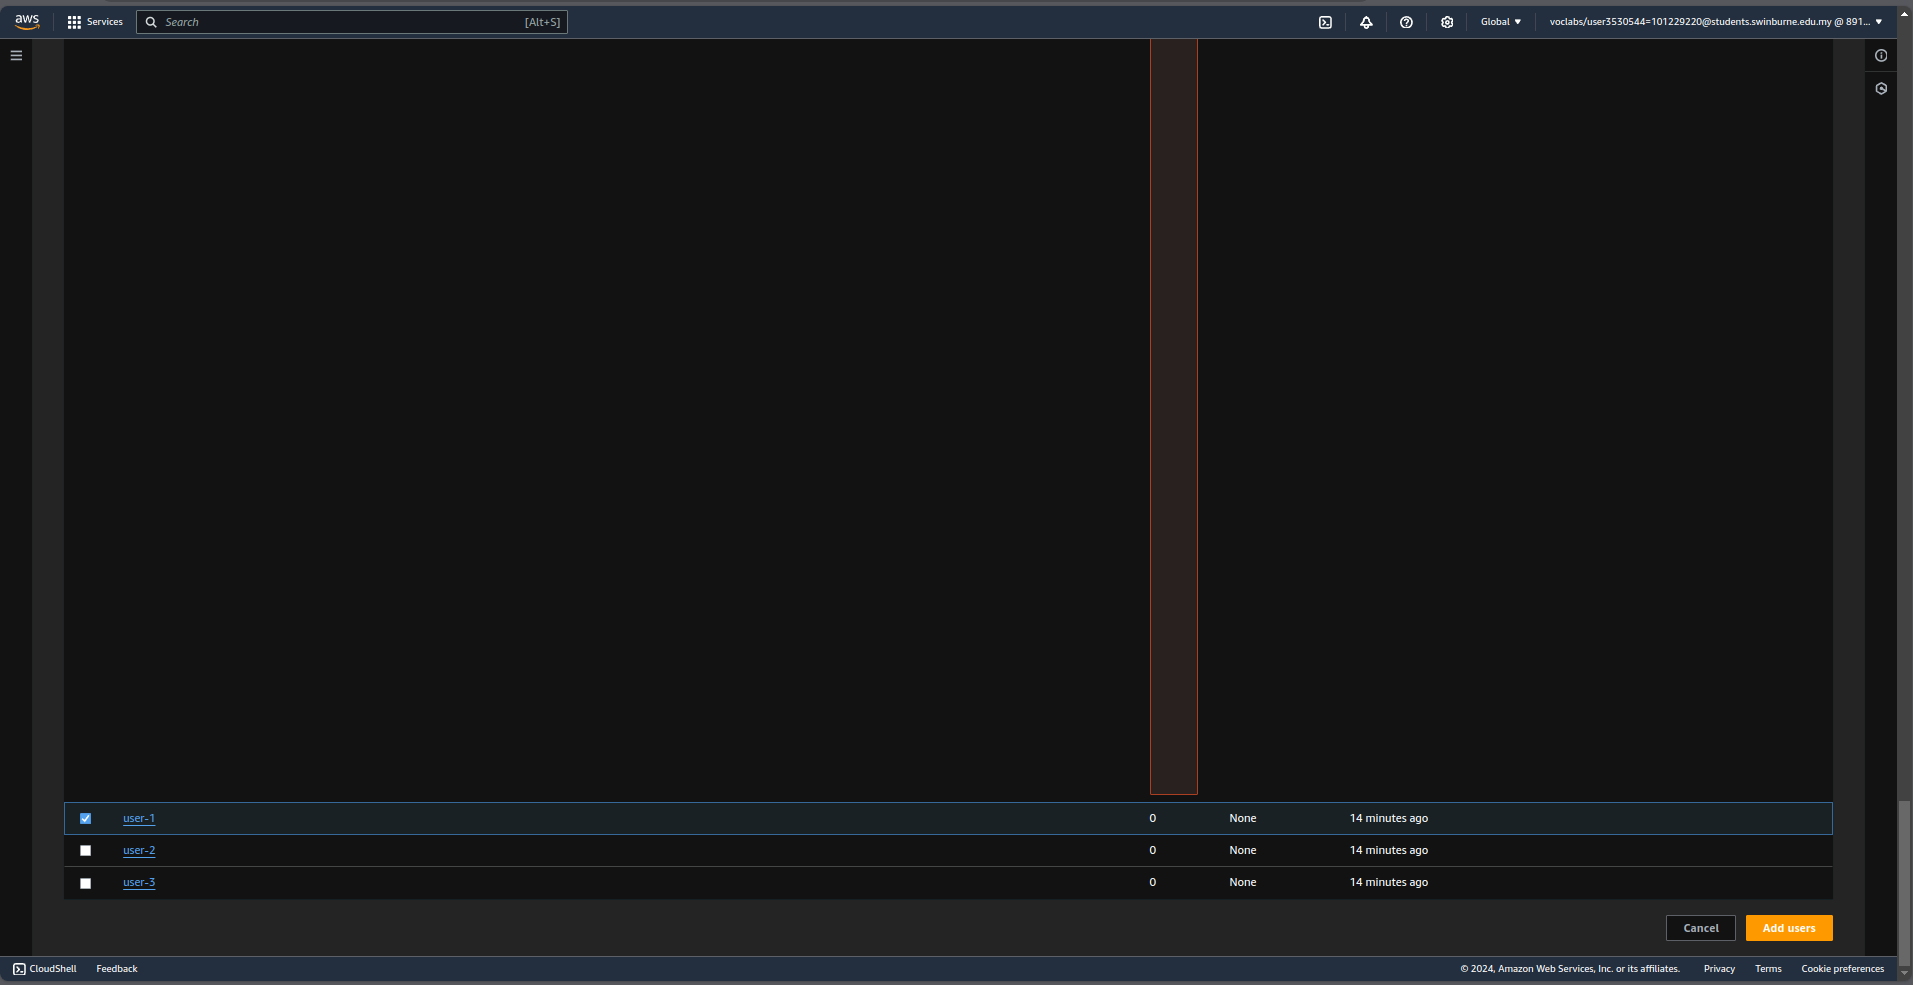 aws Services Search [Alt+S] Global voclabs/user3530544=101229220@students.swinburne.edu.my @ 891...
user-1 0 None 14 minutes ago
user-2 0 None 14 minutes ago
user-3 0 None 14 minutes ago
Cancel Add users
CloudShell Feedback © 2024, Amazon Web Services, Inc. or its affiliates. Privacy Terms Cookie preferences